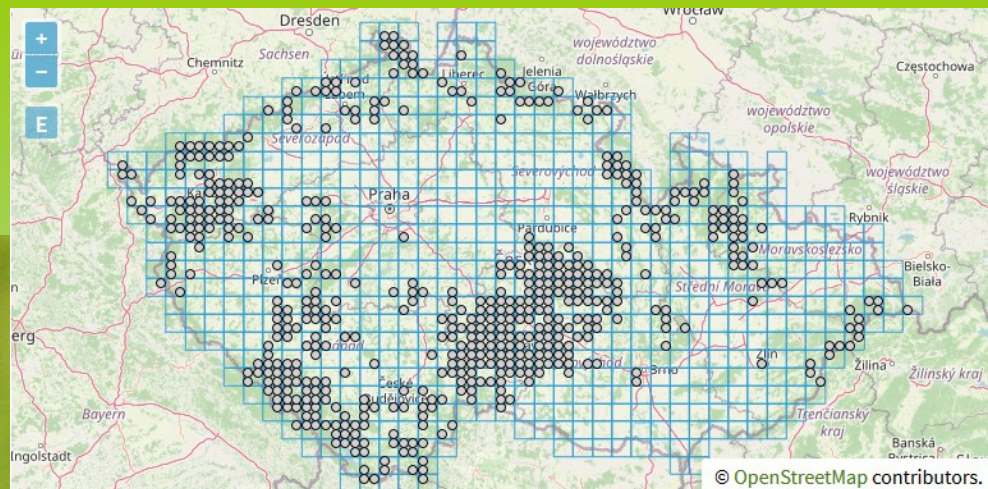 Dresden
Wrocław
+
Chemnitz
Sachsen
województwo
dolnośląskie
Częstochowa
−
Liberec
Jelenia
Góra
Wałbrzych
E
województwo
opolskie
Severozápad
Severovýchod
województwo
śląskie
Praha
Rybnik
Pardubice
Moravskoslezsko
Bielsko-
Biała
Plzeň
Střední Morava
erg
Zlín
Brno
Žilina
Žilinský kraj
České
Budějovice
Bayern
Trenčiansky
kraj
Ingolstadt
Banská
Bystrica
© OpenStreetMap contributors.